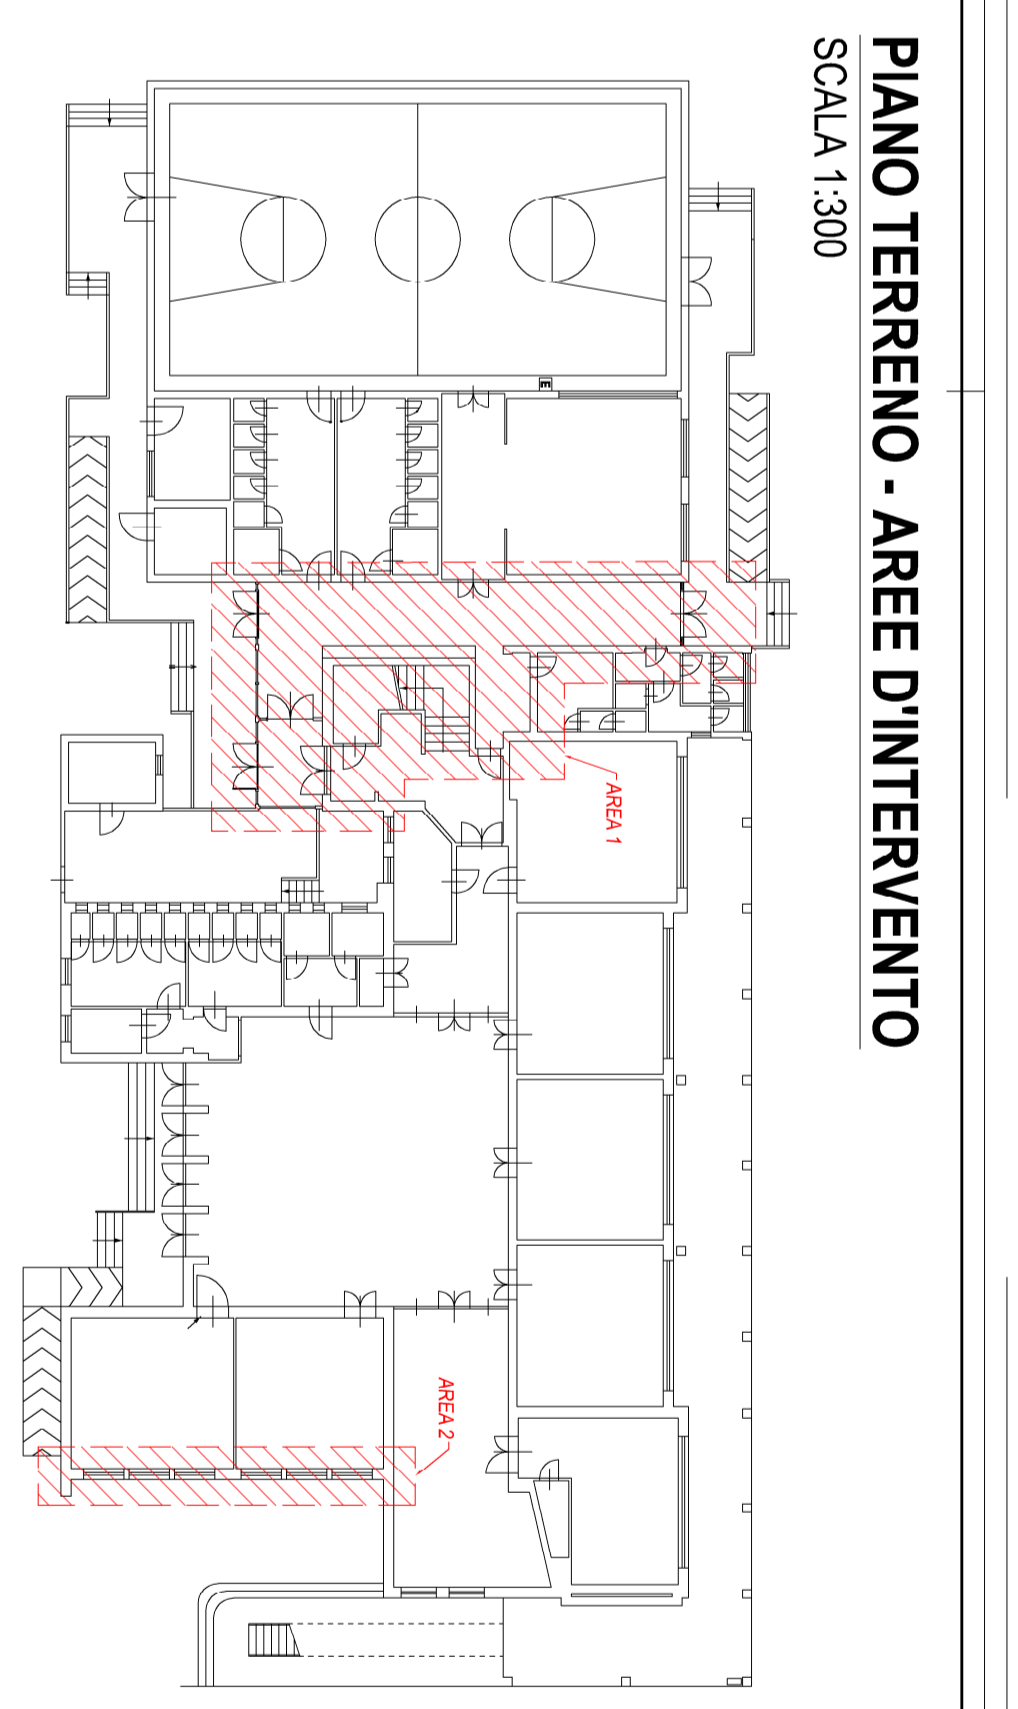 PIANO TERRENO - AREE D'INTERVENTO
SCALA 1:300
E
AREA 1
AREA 2